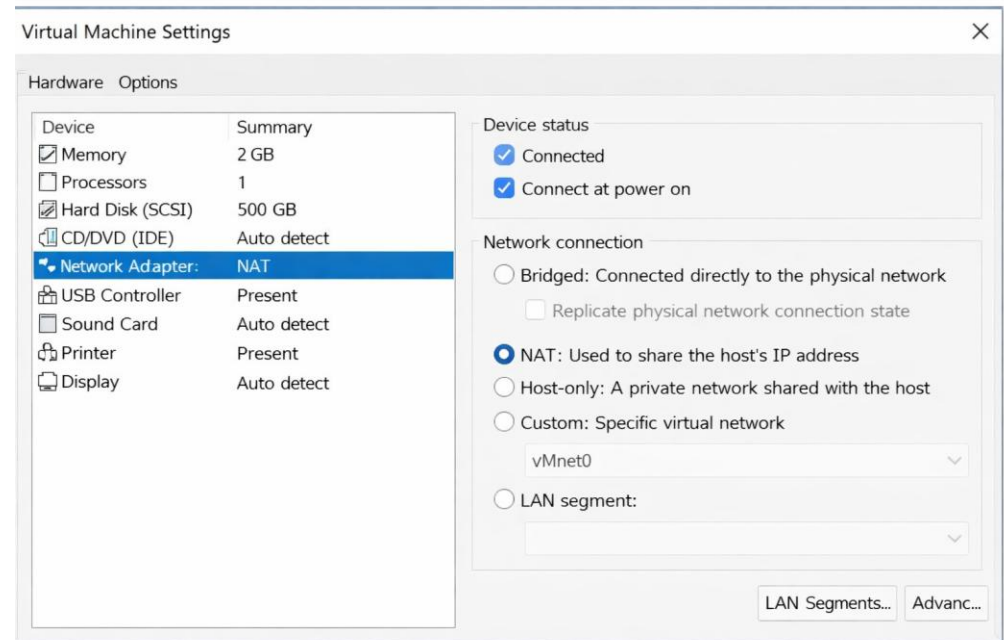 Virtual Machine Settings
Hardware Options
Device Summary
Memory 2 GB
Processors 1
Hard Disk (SCSI) 500 GB
CD/DVD (IDE) Auto detect
Network Adapter: NAT
USB Controller Present
Sound Card Auto detect
Printer Present
Display Auto detect
Device status
Connected
Connect at power on
Network connection
Bridged: Connected directly to the physical network
Replicate physical network connection state
NAT: Used to share the host's IP address
Host-only: A private network shared with the host
Custom: Specific virtual network
vMnet0
LAN segment:
LAN Segments... Advanc...